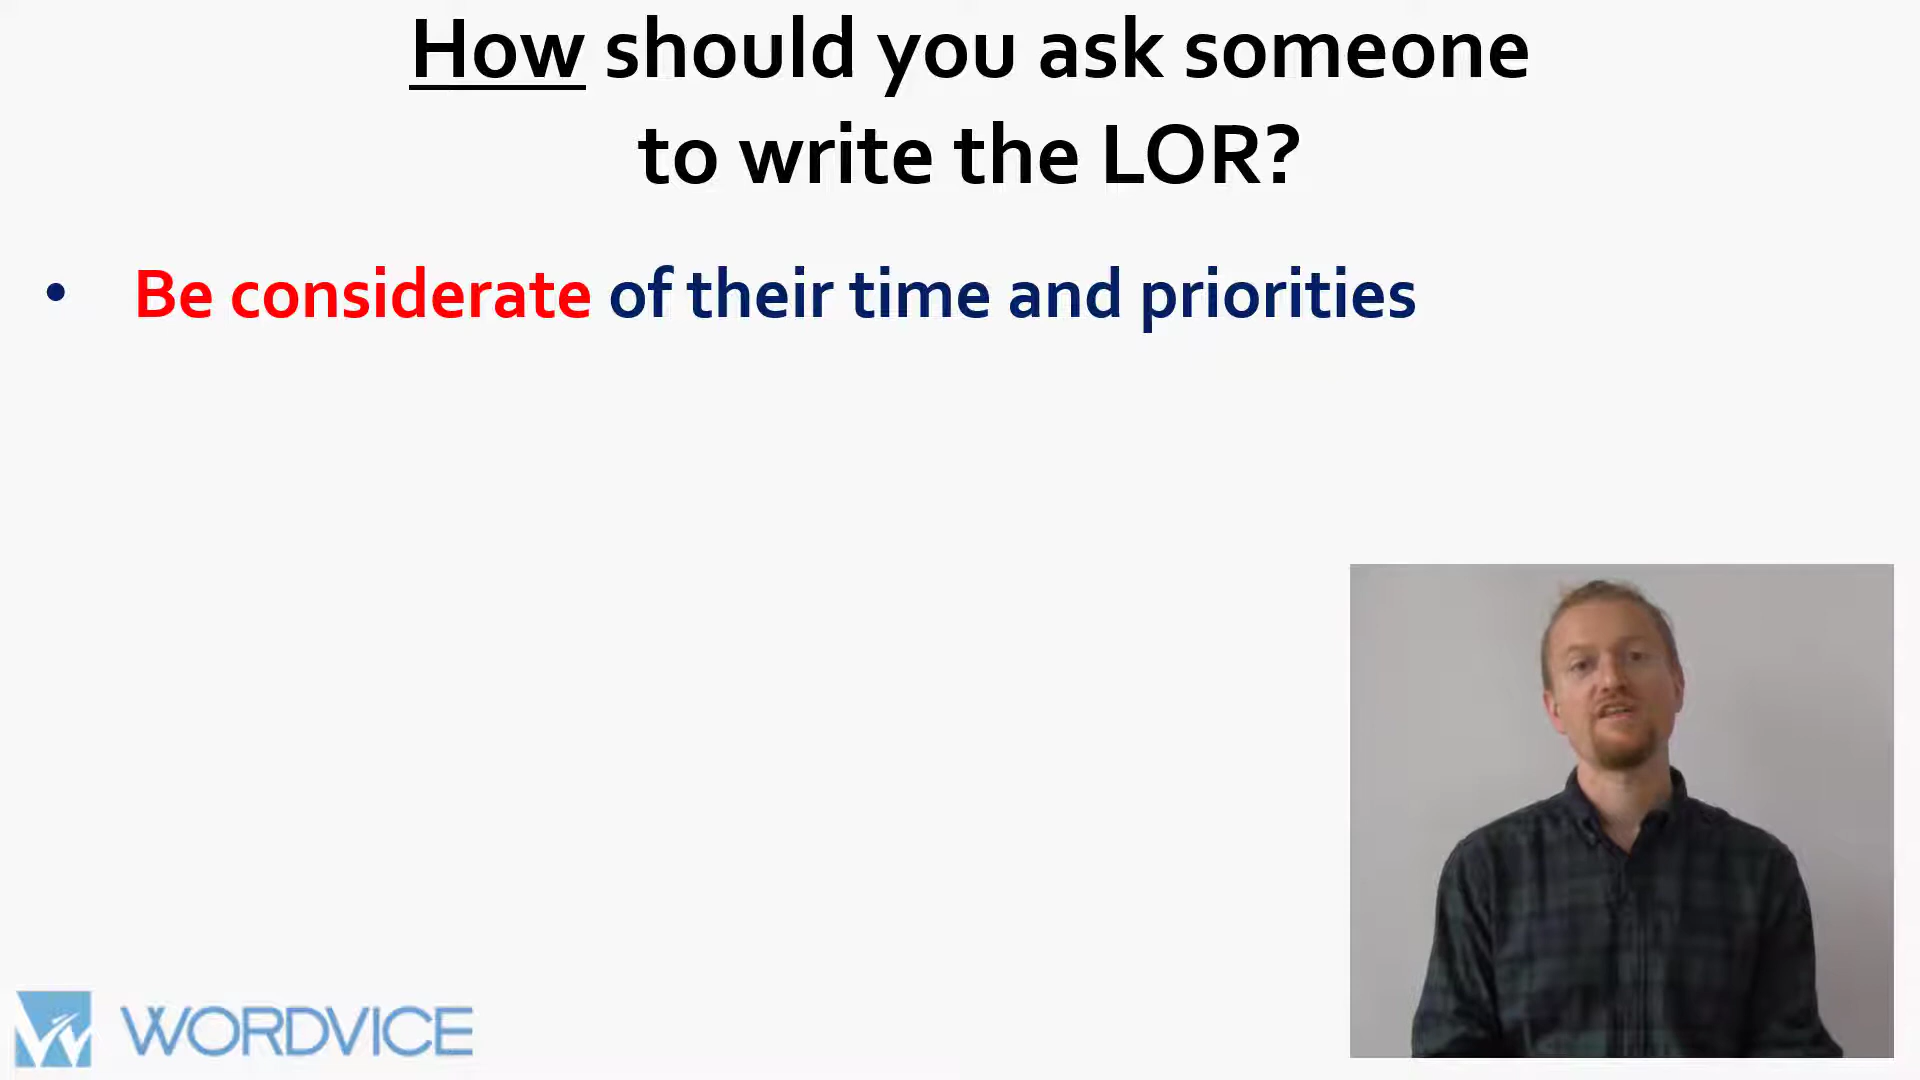 How should you ask someone
to write the LOR?
• Be considerate of their time and priorities
WORDVICE